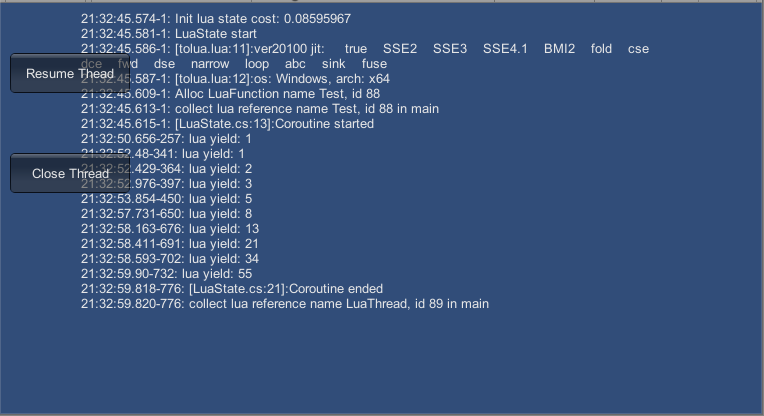 21:32:45.574-1: Init lua state cost: 0.08595967
21:32:45.581-1: LuaState start
21:32:45.586-1: [tolua.lua:11]:ver20100 jit: true SSE2 SSE3 SSE4.1 BMI2 fold cse
dce fwd dse narrow loop abc sink fuse
Resume Thead
21:32:45.587-1: [tolua.lua:12]:os: Windows, arch: x64
21:32:45.609-1: Alloc LuaFunction name Test, id 88
21:32:45.613-1: collect lua reference name Test, id 88 in main
21:32:45.615-1: [LuaState.cs:13]:Coroutine started
21:32:50.656-257: lua yield: 1
21:32:52.48-341: lua yield: 1
21:32:52.429-364: lua yield: 2
Close Thread
21:32:52.976-397: lua yield: 3
21:32:53.854-450: lua yield: 5
21:32:57.731-650: lua yield: 8
21:32:58.163-676: lua yield: 13
21:32:58.411-691: lua yield: 21
21:32:58.593-702: lua yield: 34
21:32:59.90-732: lua yield: 55
21:32:59.818-776: [LuaState.cs:21]:Coroutine ended
21:32:59.820-776: collect lua reference name LuaThread, id 89 in main